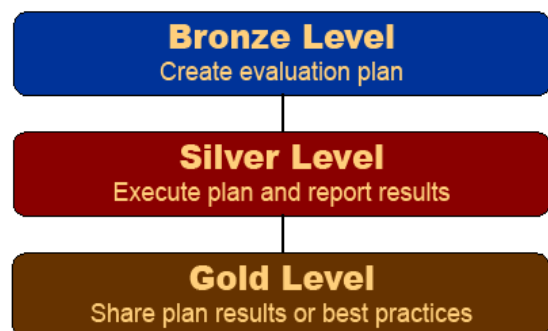 Bronze Level
Create evaluation plan
Silver Level
Execute plan and report results
Gold Level
Share plan results or best practices